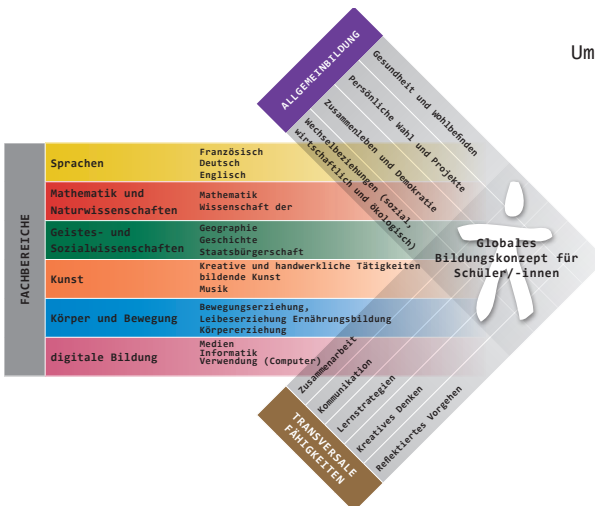 Um
ALLGEMEINBILDUNG
Gesundheit und Wohlbefinden
Persönliche Wahl und Projekte
Zusammenleben und Demokratie
Wechselbeziehungen (sozial,
wirtschaftlich und ökologisch)
FACHBEREICHE
Sprachen
Französisch
Deutsch
Englisch
Mathematik und
Naturwissenschaften
Mathematik
Wissenschaft der
Geistes- und
Sozialwissenschaften
Geographie
Geschichte
Staatsbürgerschaft
Kunst
Kreative und handwerkliche Tätigkeiten
bildende Kunst
Musik
Körper und Bewegung
Bewegungserziehung,
Leibeserziehung Ernährungsbildung
Körpererziehung
digitale Bildung
Medien
Informatik
Verwendung (Computer)
Globales
Bildungskonzept für
Schüler/-innen
Zusammenarbeit
Kommunikation
Lernstrategien
Kreatives Denken
Reflektiertes Vorgehen
TRANSVERSALE
FÄHIGKEITEN